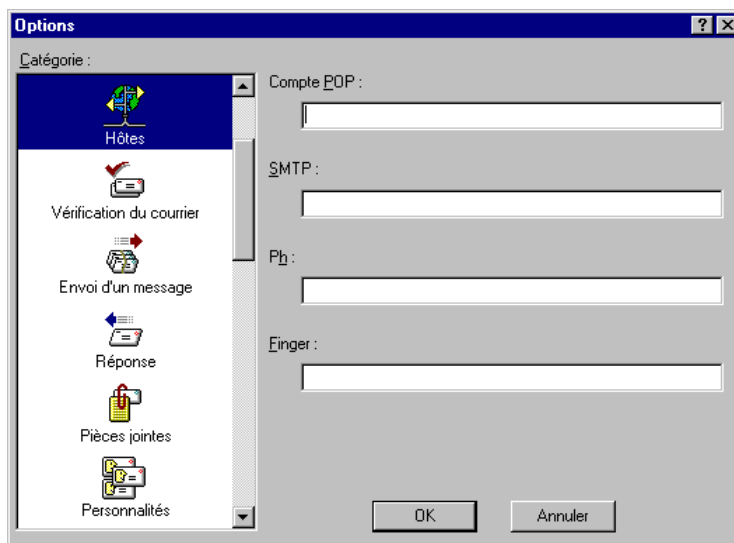 Options
Catégorie :
Hôtes
Vérification du courrier
Envoi d'un message
Réponse
Pièces jointes
Personnalités
Compte POP :
SMTP :
Ph :
Finger :
OK
Annuler